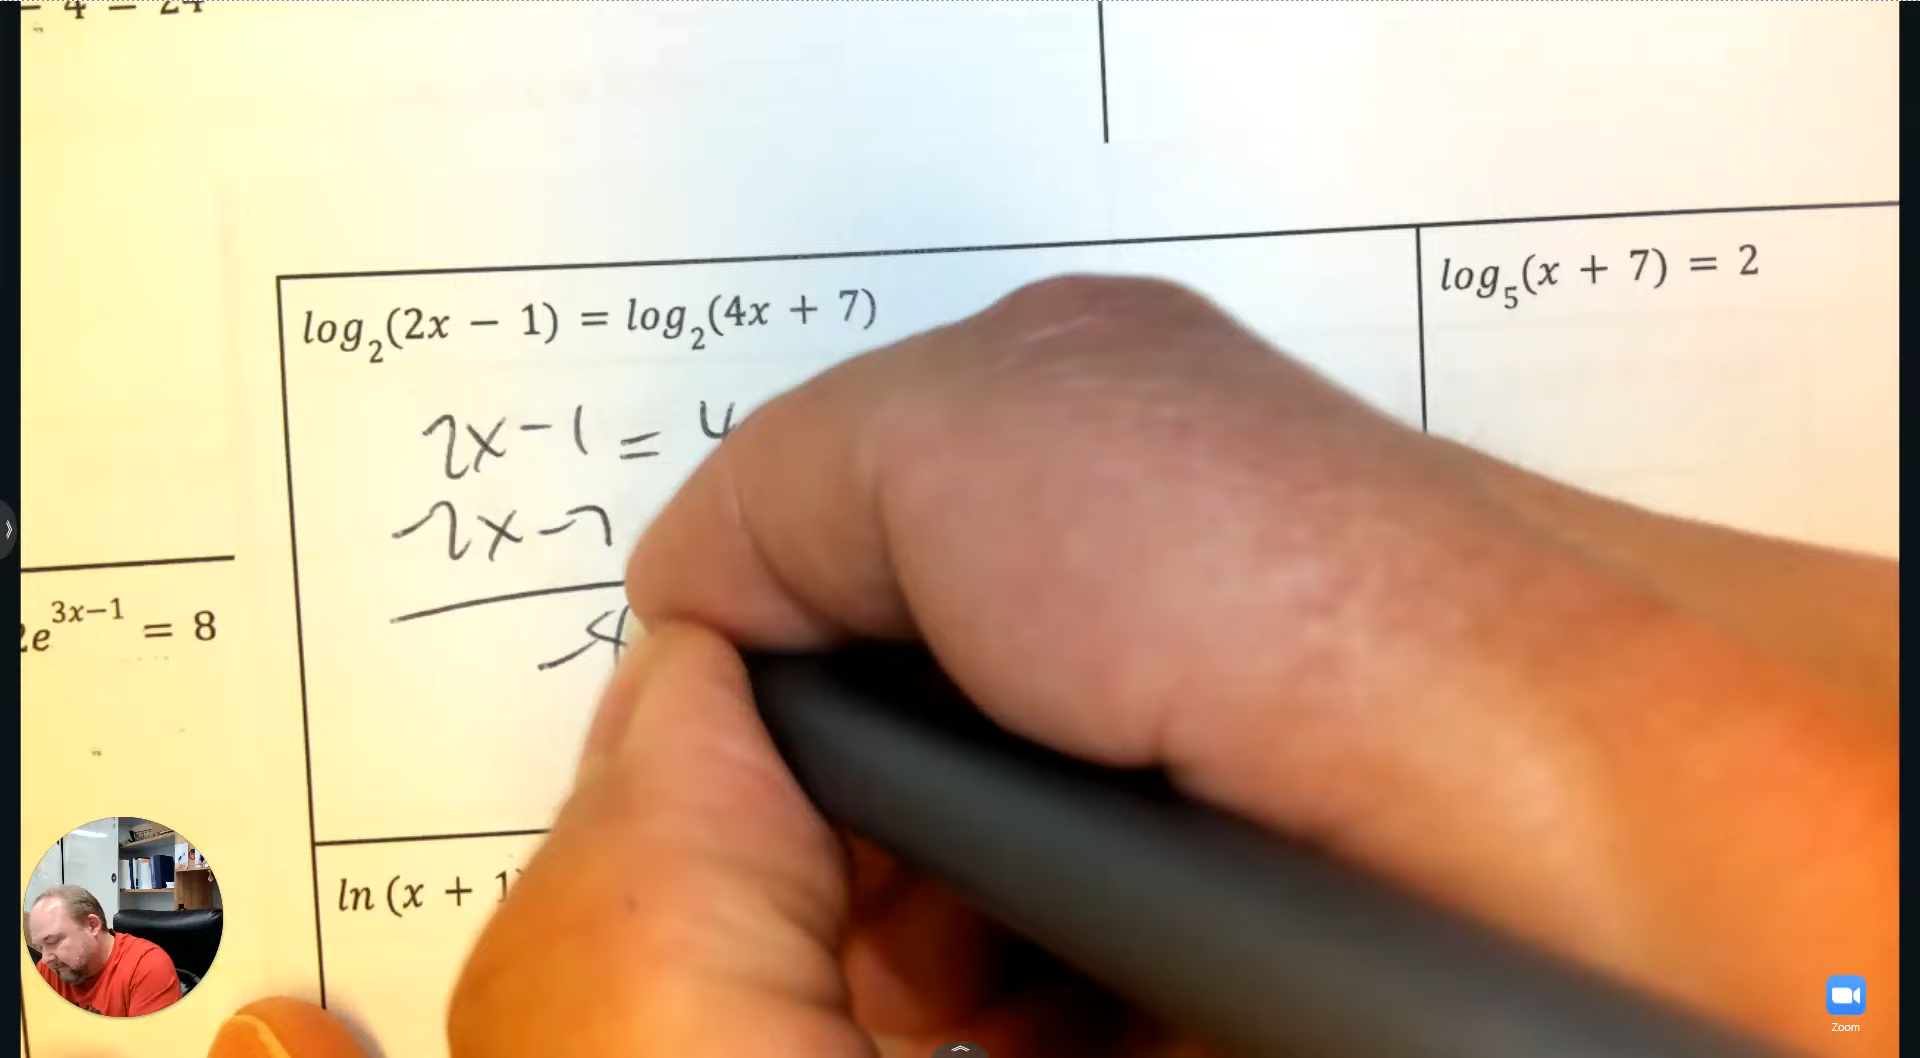 log₂(2x − 1) = log₂(4x + 7)
2x-1 = 4
-2x-7
log₅(x + 7) = 2
e³ˣ⁻¹ = 8
ln (x + 1
Zoom